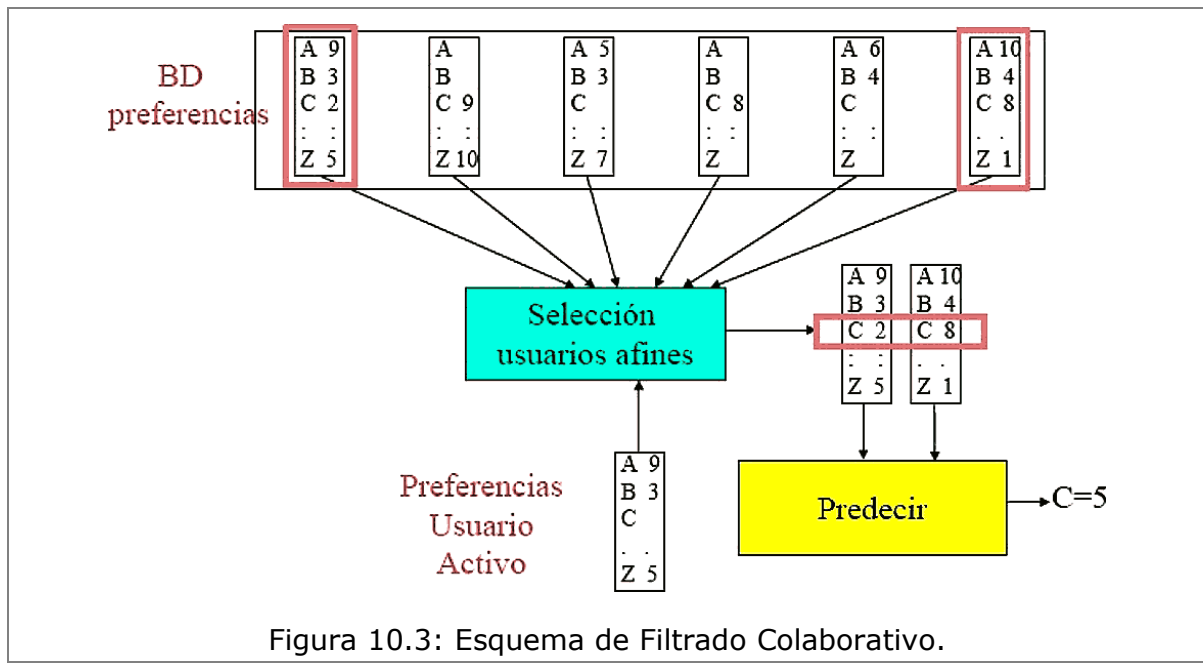 BD
preferencias
A 9
B 3
C 2
: :
Z 5
A
B
C 9
: :
Z 10
A 5
B 3
C
: :
Z 7
A
B
C 8
: :
Z
A 6
B 4
C
: :
Z
A 10
B 4
C 8
. .
Z 1
Selección
usuarios afines
A 9
B 3
C 2
: :
Z 5
A 10
B 4
C 8
. .
Z 1
Preferencias
Usuario
Activo
A 9
B 3
C
. .
Z 5
Predecir
C=5
Figura 10.3: Esquema de Filtrado Colaborativo.